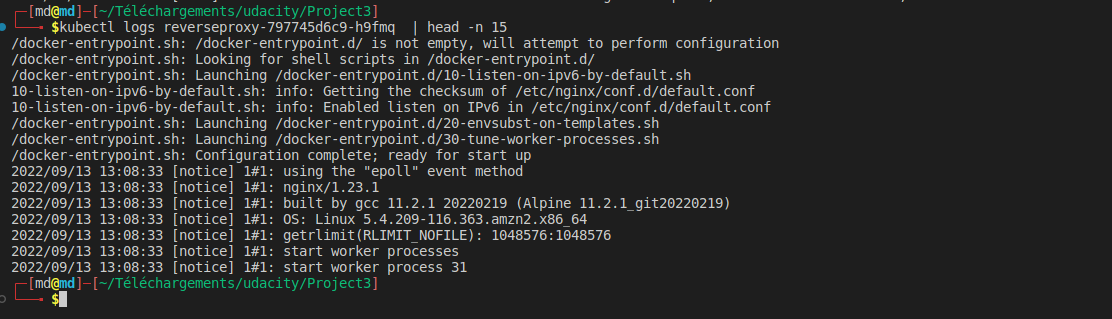 [md@md]-[~/Téléchargements/udacity/Project3]
$kubectl logs reverseproxy-797745d6c9-h9fmq | head -n 15
/docker-entrypoint.sh: /docker-entrypoint.d/ is not empty, will attempt to perform configuration
/docker-entrypoint.sh: Looking for shell scripts in /docker-entrypoint.d/
/docker-entrypoint.sh: Launching /docker-entrypoint.d/10-listen-on-ipv6-by-default.sh
10-listen-on-ipv6-by-default.sh: info: Getting the checksum of /etc/nginx/conf.d/default.conf
10-listen-on-ipv6-by-default.sh: info: Enabled listen on IPv6 in /etc/nginx/conf.d/default.conf
/docker-entrypoint.sh: Launching /docker-entrypoint.d/20-envsubst-on-templates.sh
/docker-entrypoint.sh: Launching /docker-entrypoint.d/30-tune-worker-processes.sh
/docker-entrypoint.sh: Configuration complete; ready for start up
2022/09/13 13:08:33 [notice] 1#1: using the "epoll" event method
2022/09/13 13:08:33 [notice] 1#1: nginx/1.23.1
2022/09/13 13:08:33 [notice] 1#1: built by gcc 11.2.1 20220219 (Alpine 11.2.1_git20220219)
2022/09/13 13:08:33 [notice] 1#1: OS: Linux 5.4.209-116.363.amzn2.x86_64
2022/09/13 13:08:33 [notice] 1#1: getrlimit(RLIMIT_NOFILE): 1048576:1048576
2022/09/13 13:08:33 [notice] 1#1: start worker processes
2022/09/13 13:08:33 [notice] 1#1: start worker process 31
[md@md]-[~/Téléchargements/udacity/Project3]
$